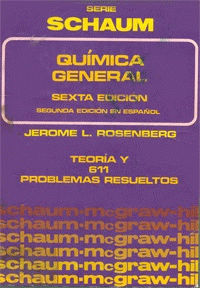 SERIE
SCHAUM
QUÍMICA
GENERAL
SEXTA EDICIÓN
SEGUNDA EDICIÓN EN ESPAÑOL
JEROME L. ROSENBERG
TEORÍA Y
611
PROBLEMAS RESUELTOS
schaum·mcgraw-hil
schaum·mcgraw-hil
schaum·mcgraw-hil
schaum·mcgraw-hil
schaum·mcgraw-hil